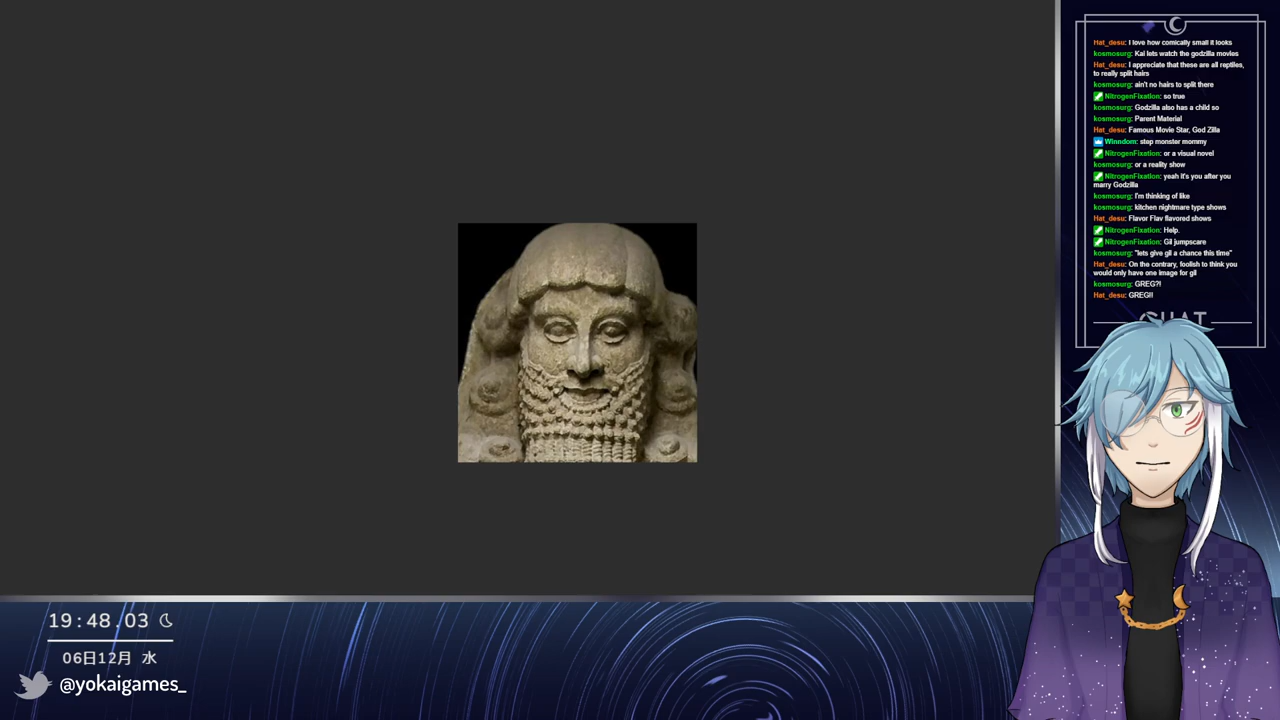 Hat_desu: I love how comically small it looks
kosmosurg: Kai lets watch the godzilla movies
Hat_desu: I appreciate that these are all reptiles,
to really split hairs
kosmosurg: ain't no hairs to split there
NitrogenFixation: so true
kosmosurg: Godzilla also has a child so
kosmosurg: Parent Material
Hat_desu: Famous Movie Star, God Zilla
Winndom: step monster mommy
NitrogenFixation: or a visual novel
kosmosurg: or a reality show
NitrogenFixation: yeah it's you after you
marry Godzilla
kosmosurg: I'm thinking of like
kosmosurg: kitchen nightmare type shows
Hat_desu: Flavor Flav flavored shows
NitrogenFixation: Help.
NitrogenFixation: Gil jumpscare
kosmosurg: "lets give gil a chance this time"
Hat_desu: On the contrary, foolish to think you
would only have one image for gil
kosmosurg: GREG?!
Hat_desu: GREG!!
CHAT
19:48.03
06日12月 水
@yokaigames_